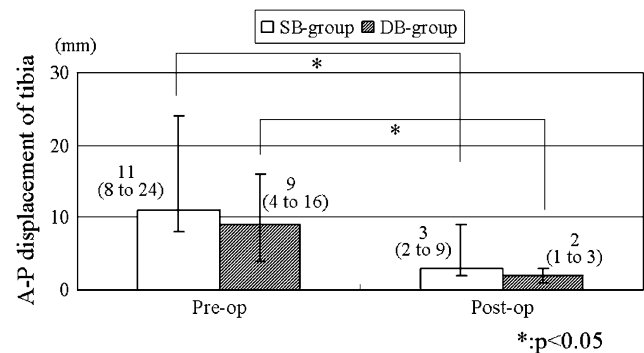 SB-group DB-group
(mm)
A-P displacement of tibia
30
20
10
0
*
*
11
(8 to 24)
9
(4 to 16)
3
(2 to 9)
2
(1 to 3)
Pre-op Post-op
*:p<0.05